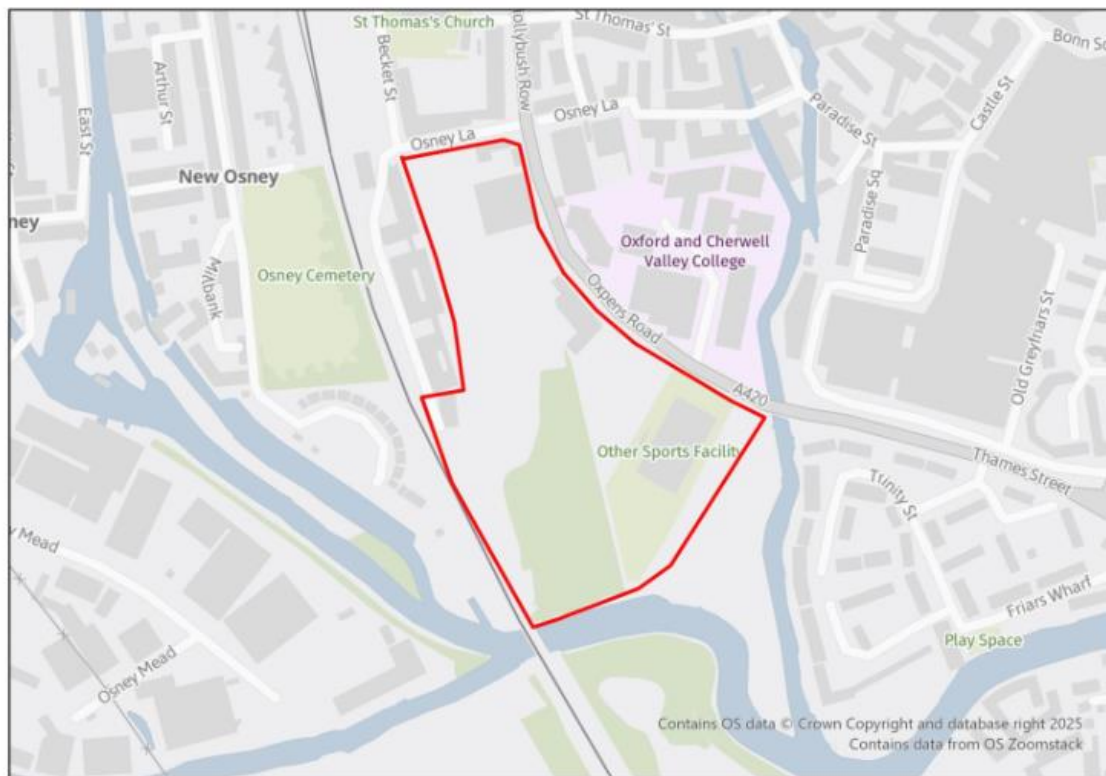 St Thomas's Church
Hollybush Row
St Thomas' St
Bonn Sq
Becket St
Arthur St
East St
Osney La
Osney La
Paradise St
Castle St
New Osney
ney
Paradise Sq
Oxford and Cherwell
Valley College
Osney Cemetery
Millbank
Oxpens Road
Old Greyfriars St
A420
Other Sports Facility
Thames Street
Trinity St
y Mead
Friars Wharf
Play Space
Osney Mead
Contains OS data © Crown Copyright and database right 2025
Contains data from OS Zoomstack